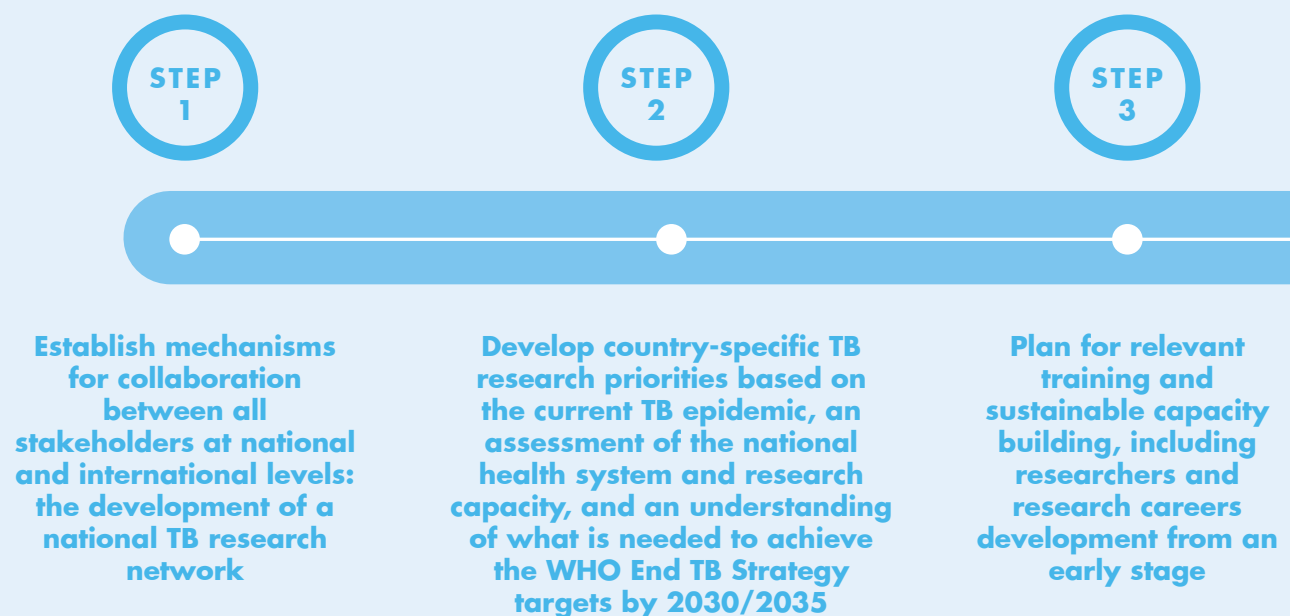 STEP
1
Establish mechanisms
for collaboration
between all
stakeholders at national
and international levels:
the development of a
national TB research
network
STEP
2
Develop country-specific TB
research priorities based on
the current TB epidemic, an
assessment of the national
health system and research
capacity, and an understanding
of what is needed to achieve
the WHO End TB Strategy
targets by 2030/2035
STEP
3
Plan for relevant
training and
sustainable capacity
building, including
researchers and
research careers
development from an
early stage